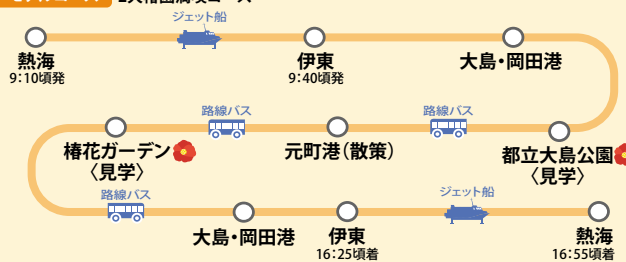 ジェット船
熱海
9:10頃発
伊東
9:40頃発
大島・岡田港
路線バス
路線バス
椿花ガーデン
〈見学〉
元町港(散策)
都立大島公園
〈見学〉
路線バス
ジェット船
大島・岡田港
伊東
16:25頃着
熱海
16:55頃着